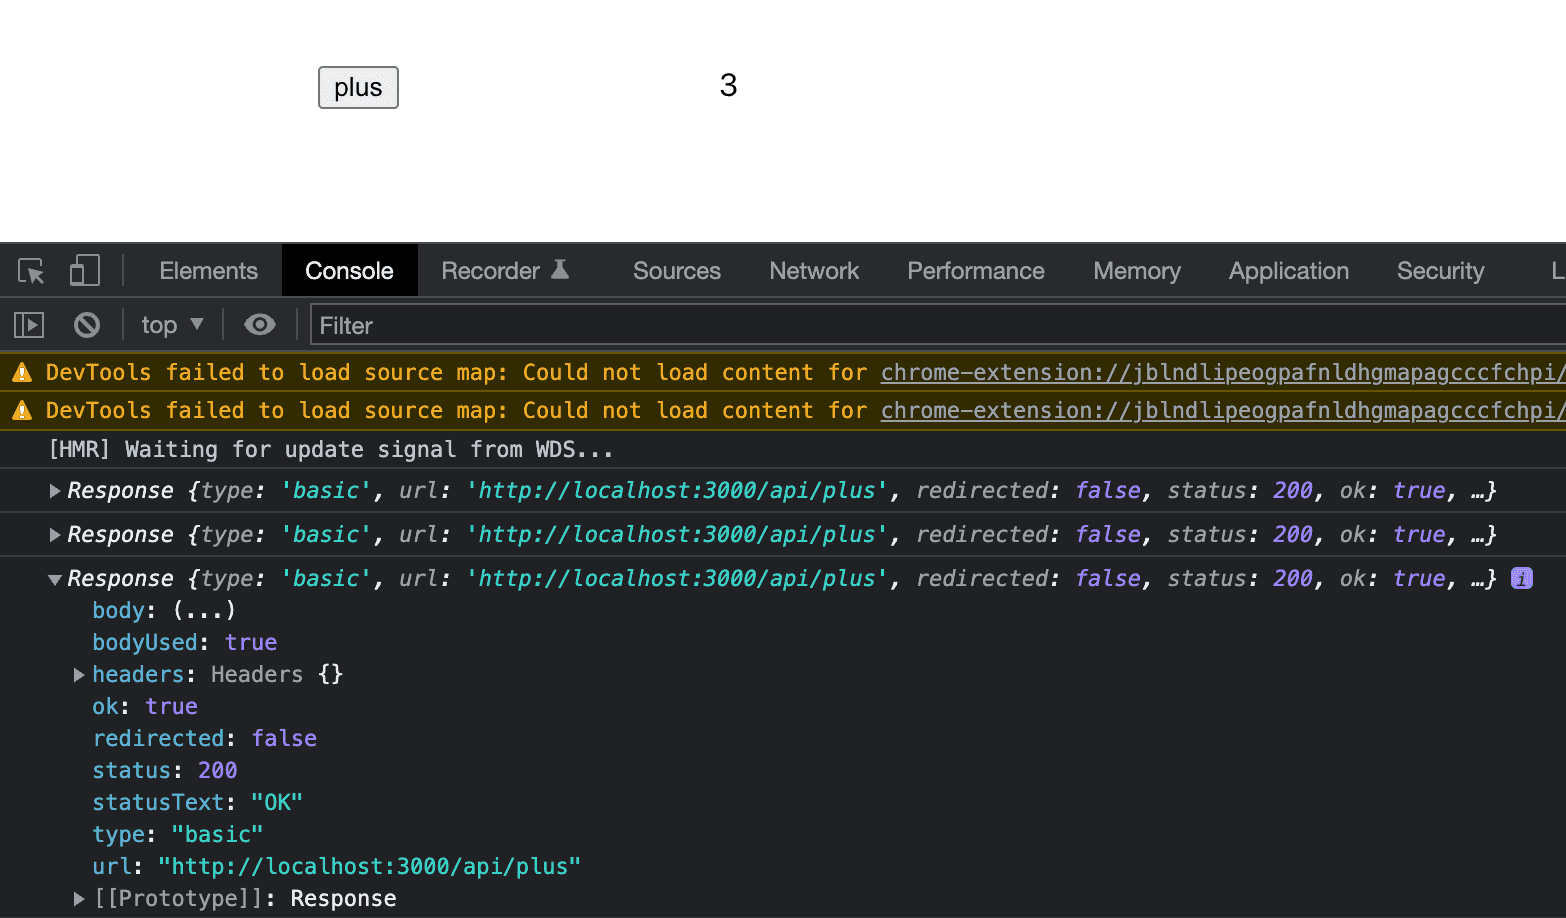 plus 3
Elements Console Recorder Sources Network Performance Memory Application Security L
top Filter
DevTools failed to load source map: Could not load content for chrome-extension://jblndlipeogpafnldhgmapagcccfchpi/
DevTools failed to load source map: Could not load content for chrome-extension://jblndlipeogpafnldhgmapagcccfchpi/
[HMR] Waiting for update signal from WDS...
Response {type: 'basic', url: 'http://localhost:3000/api/plus', redirected: false, status: 200, ok: true, …}
Response {type: 'basic', url: 'http://localhost:3000/api/plus', redirected: false, status: 200, ok: true, …}
Response {type: 'basic', url: 'http://localhost:3000/api/plus', redirected: false, status: 200, ok: true, …} i
body: (...)
bodyUsed: true
headers: Headers {}
ok: true
redirected: false
status: 200
statusText: "OK"
type: "basic"
url: "http://localhost:3000/api/plus"
[[Prototype]]: Response